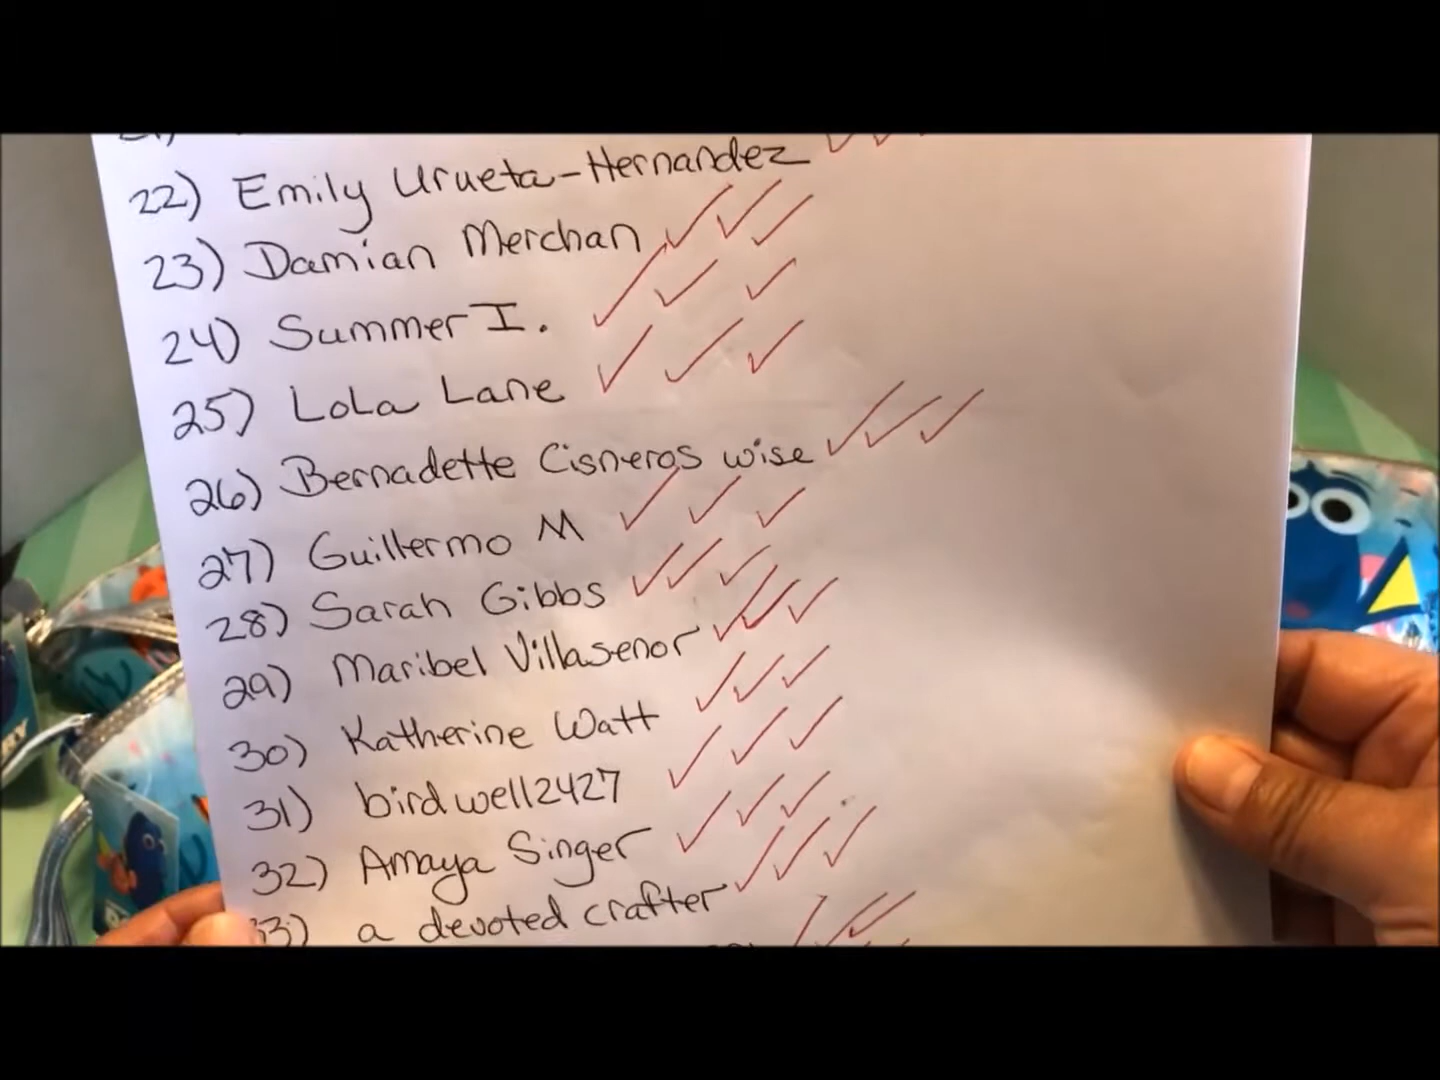 22) Emily Urueta-Hernandez
23) Damian Merchan
24) Summer I.
25) LoLa Lane
26) Bernadette Cisneros wise
27) Guillermo M
28) Sarah Gibbs
29) Maribel Villasenor
30) Katherine Watt
31) birdwell2427
32) Amaya Singer
33) a devoted crafter